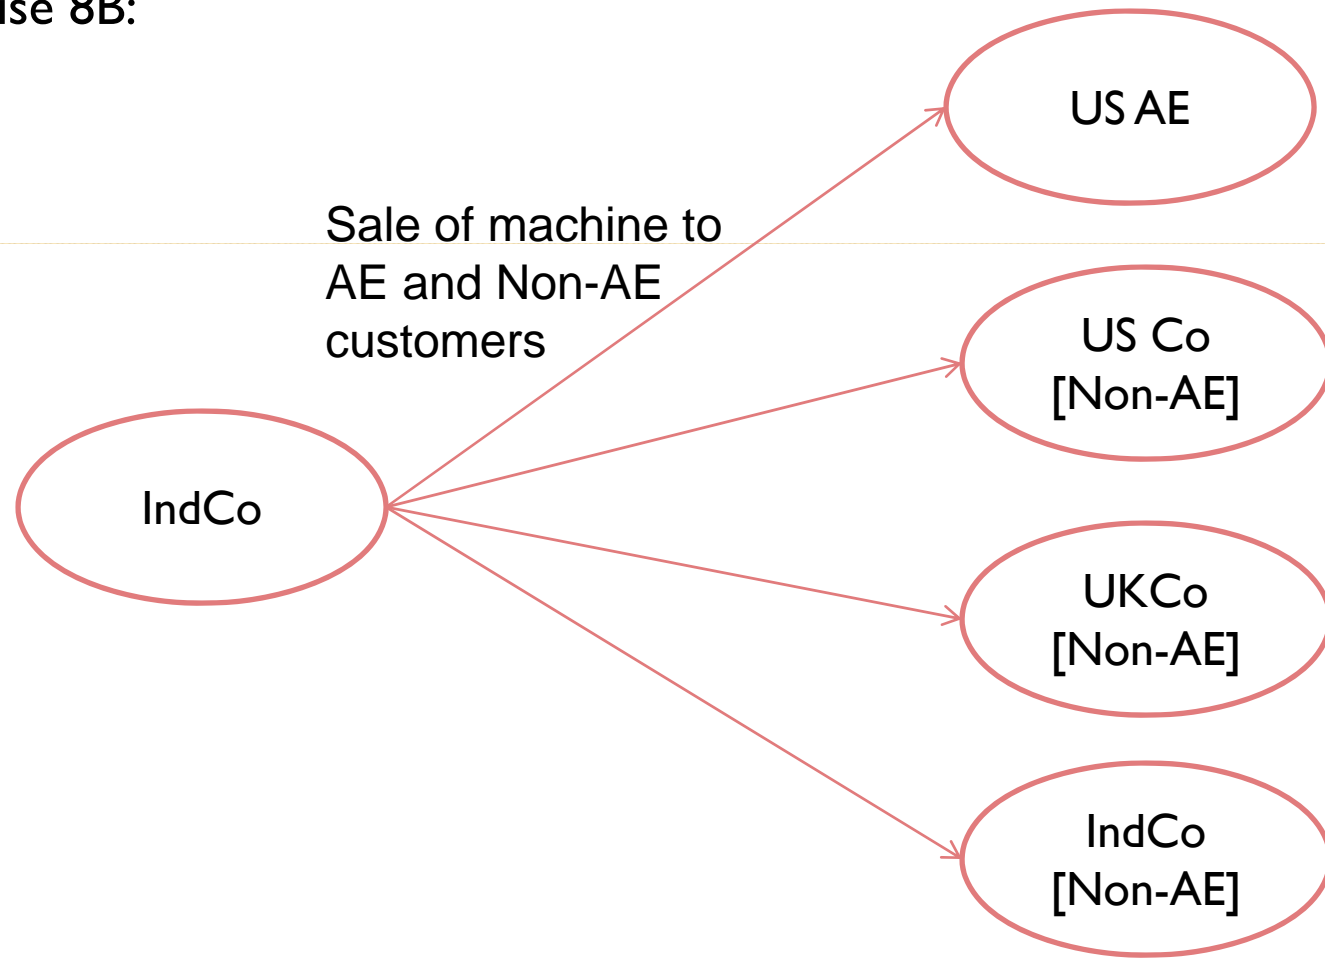 8B:
US AE
Sale of machine to
AE and Non-AE
customers
US Co
[Non-AE]
IndCo
UKCo
[Non-AE]
IndCo
[Non-AE]